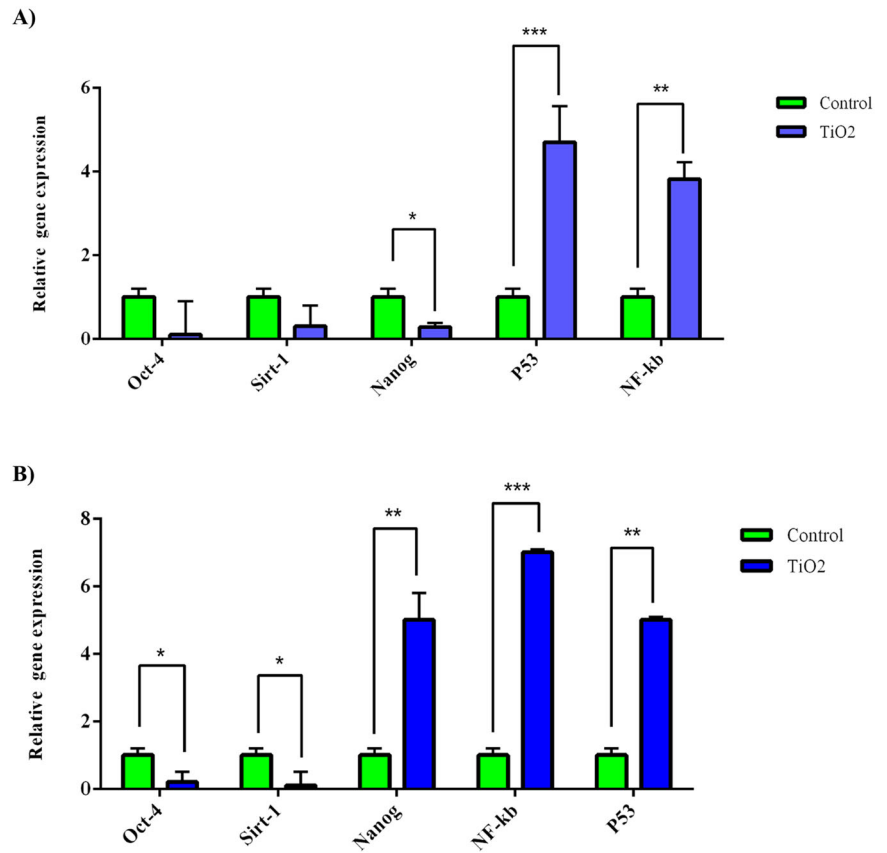 A)
***
**
*
Control
TiO2
6
4
2
0
Relative gene expression
Oct-4
Sirt-1
Nanog
P53
NF-kb
B)
***
**
**
*
*
Control
TiO2
8
6
4
2
0
Relative gene expression
Oct-4
Sirt-1
Nanog
NF-kb
P53